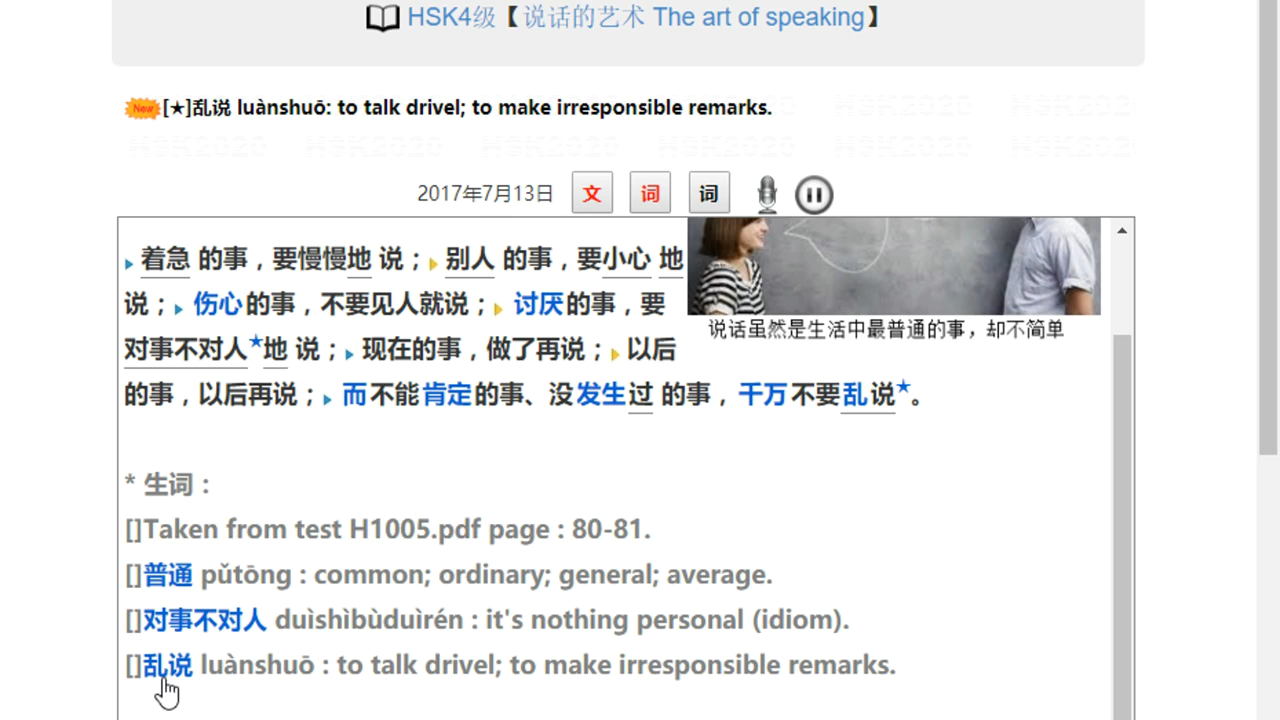 HSK4级【说话的艺术 The art of speaking】
New [★]乱说 luànshuō: to talk drivel; to make irresponsible remarks.
HSK2020 HSK2020 HSK2020 HSK2020 HSK2020 HSK2020
2017年7月13日 文 词 词
着急 的事，要慢慢地 说；别人 的事，要小心 地
说；伤心的事，不要见人就说；讨厌的事，要
对事不对人★地 说；现在的事，做了再说；以后
的事，以后再说；而不能肯定的事、没发生过 的事，千万不要乱说★。
说话虽然是生活中最普通的事，却不简单
* 生词：
[]Taken from test H1005.pdf page : 80-81.
[]普通 pǔtōng : common; ordinary; general; average.
[]对事不对人 duìshìbùduìrén : it's nothing personal (idiom).
[]乱说 luànshuō : to talk drivel; to make irresponsible remarks.